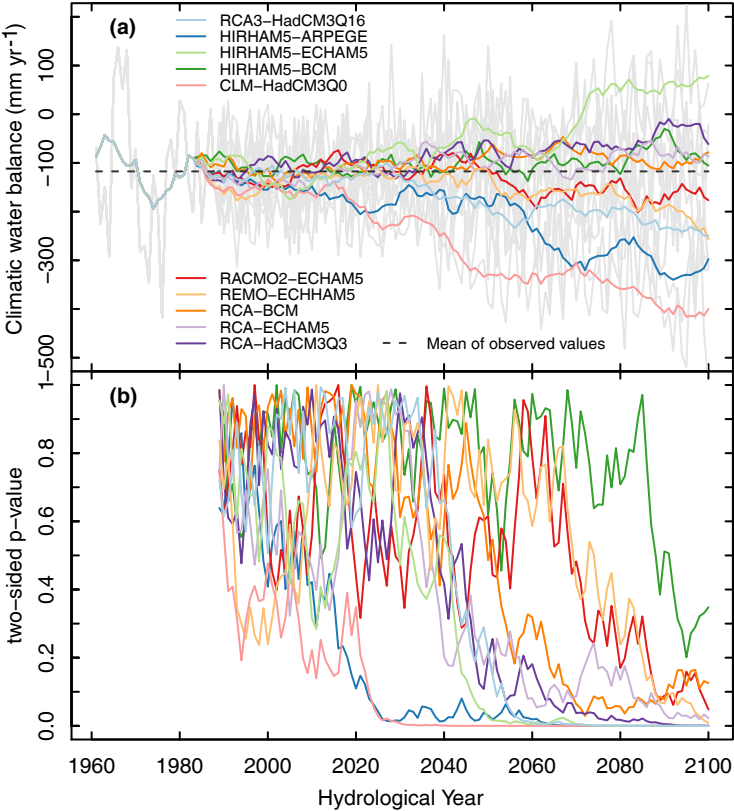 (a)
RCA3−HadCM3Q16
HIRHAM5−ARPEGE
HIRHAM5−ECHAM5
HIRHAM5−BCM
CLM−HadCM3Q0
Climatic water balance (mm yr⁻¹)
100
0
−100
−300
−500
RACMO2−ECHAM5
REMO−ECHHAM5
RCA−BCM
RCA−ECHAM5
RCA−HadCM3Q3
Mean of observed values
(b)
two−sided p−value
1
0.8
0.6
0.4
0.2
0.0
1960 1980 2000 2020 2040 2060 2080 2100
Hydrological Year